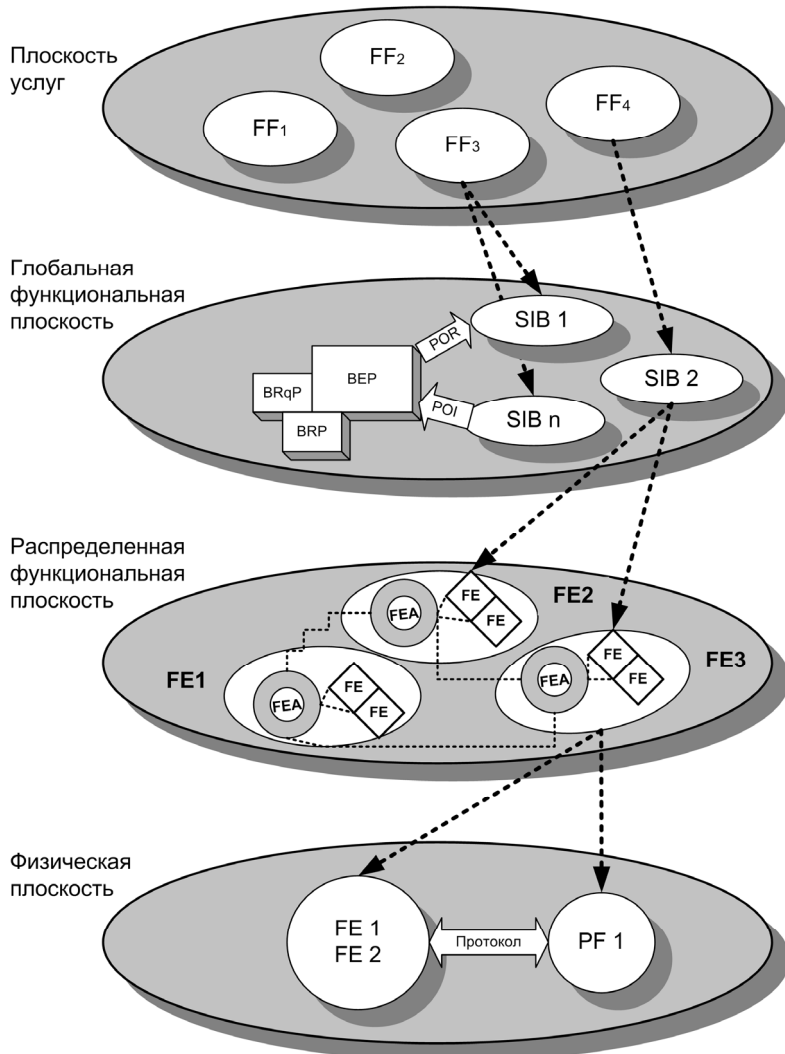 Плоскость
услуг
FF2
FF1
FF3
FF4
Глобальная
функциональная
плоскость
SIB 1
POR
BEP
BRqP
SIB 2
POI
SIB n
BRP
Распределенная
функциональная
плоскость
FE2
FE
FE
FEA
FE3
FE
FE
FEA
FE1
FE
FE
FEA
Физическая
плоскость
FE 1
FE 2
Протокол
PF 1